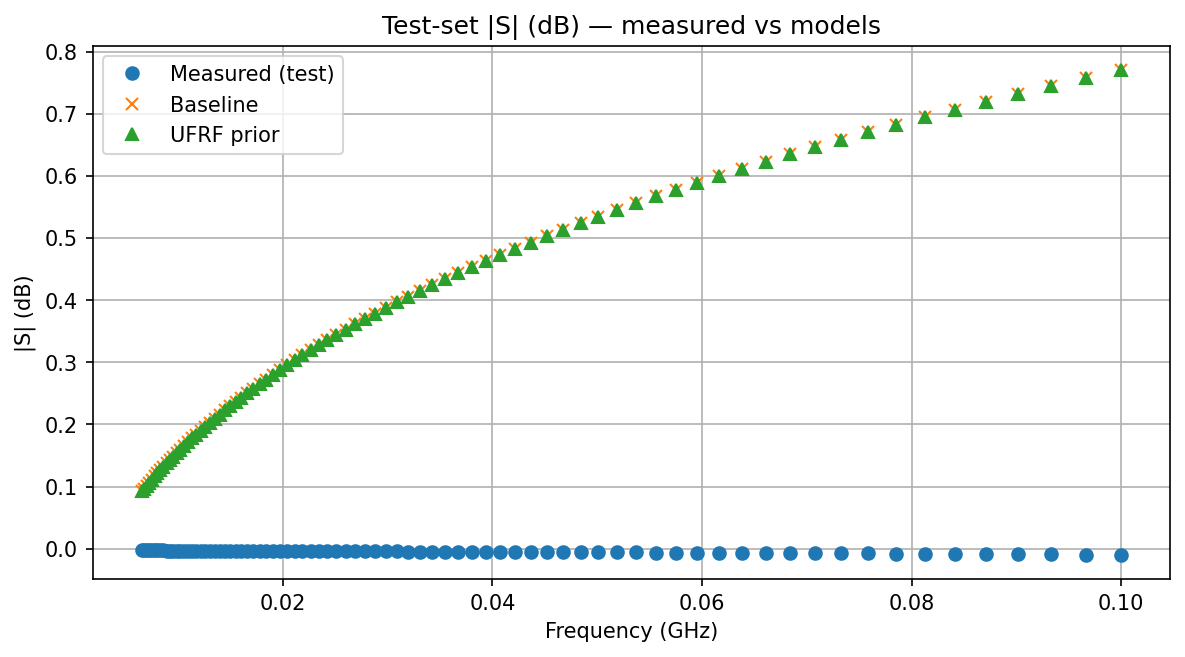 Test-set |S| (dB) — measured vs models
Measured (test)
Baseline
UFRF prior
|S| (dB)
0.8
0.7
0.6
0.5
0.4
0.3
0.2
0.1
0.0
0.02
0.04
0.06
0.08
0.10
Frequency (GHz)